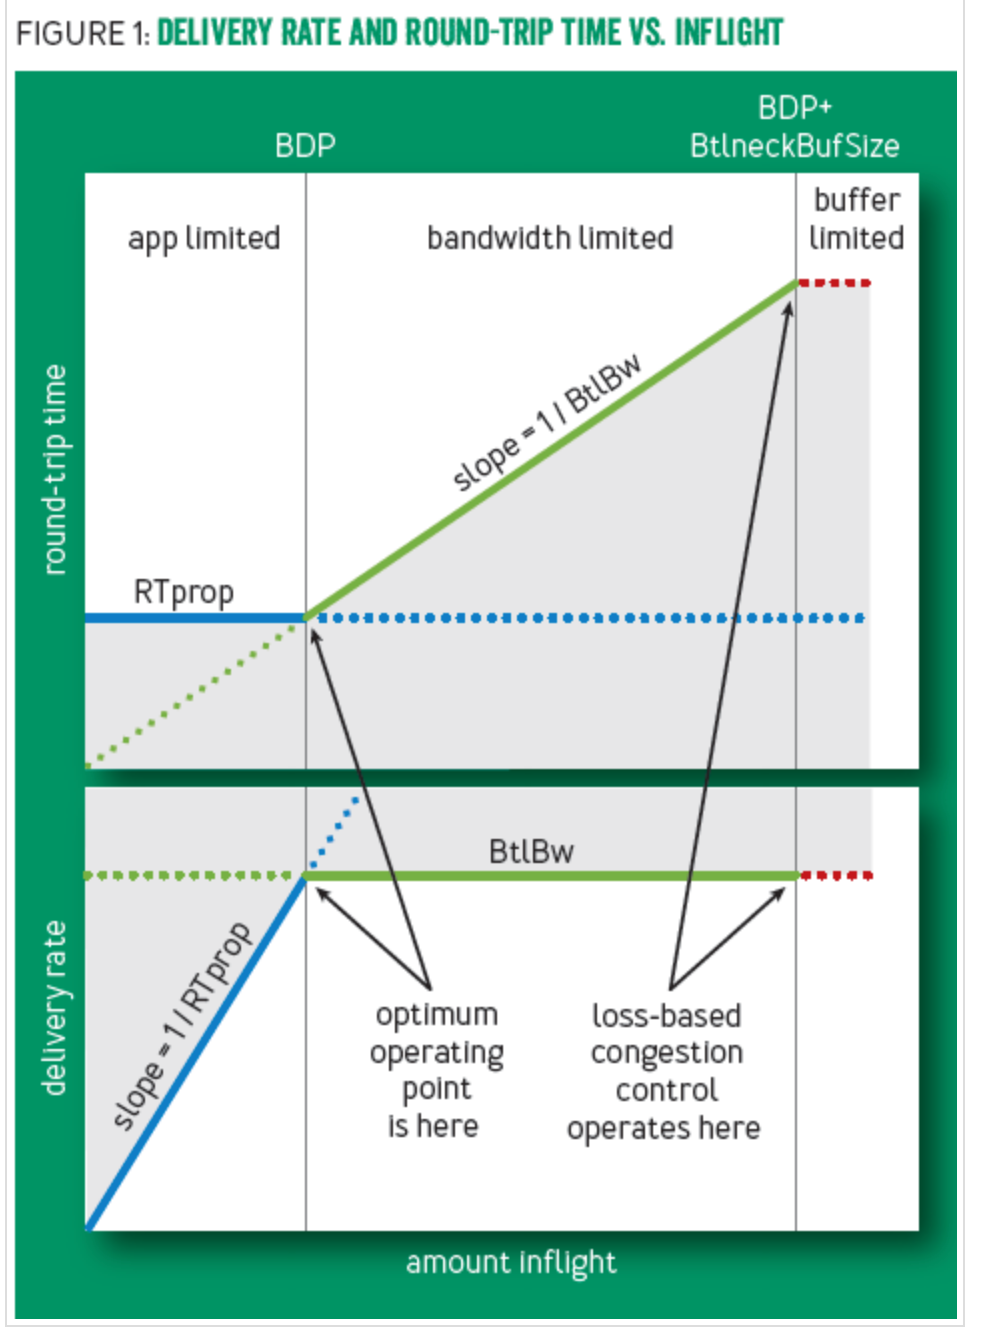 FIGURE 1: DELIVERY RATE AND ROUND-TRIP TIME VS. INFLIGHT
BDP
BDP+
BtlneckBufSize
app limited
bandwidth limited
buffer
limited
round-trip time
slope = 1 / BtlBw
RTprop
BtlBw
delivery rate
slope = 1 / RTprop
optimum
operating
point
is here
loss-based
congestion
control
operates here
amount inflight